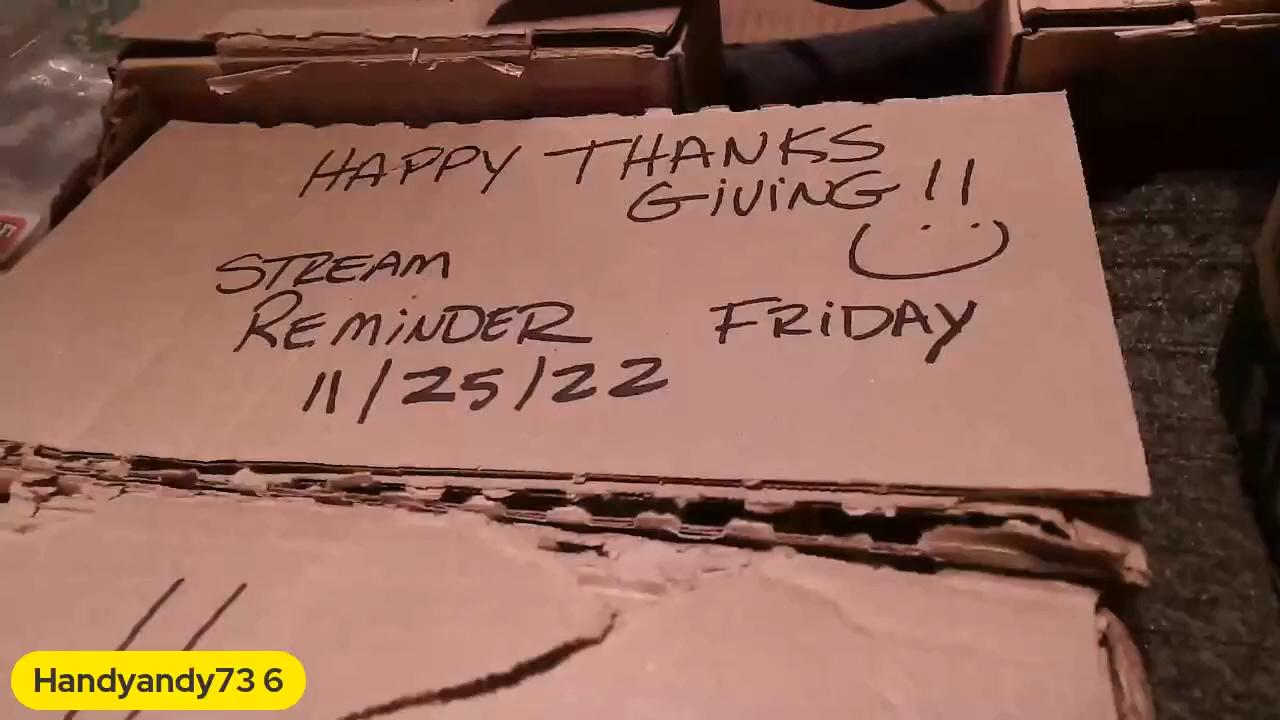 HAPPY THANKS
GIVING!!
STREAM
REMINDER FRIDAY
11/25/22
Handyandy73 6